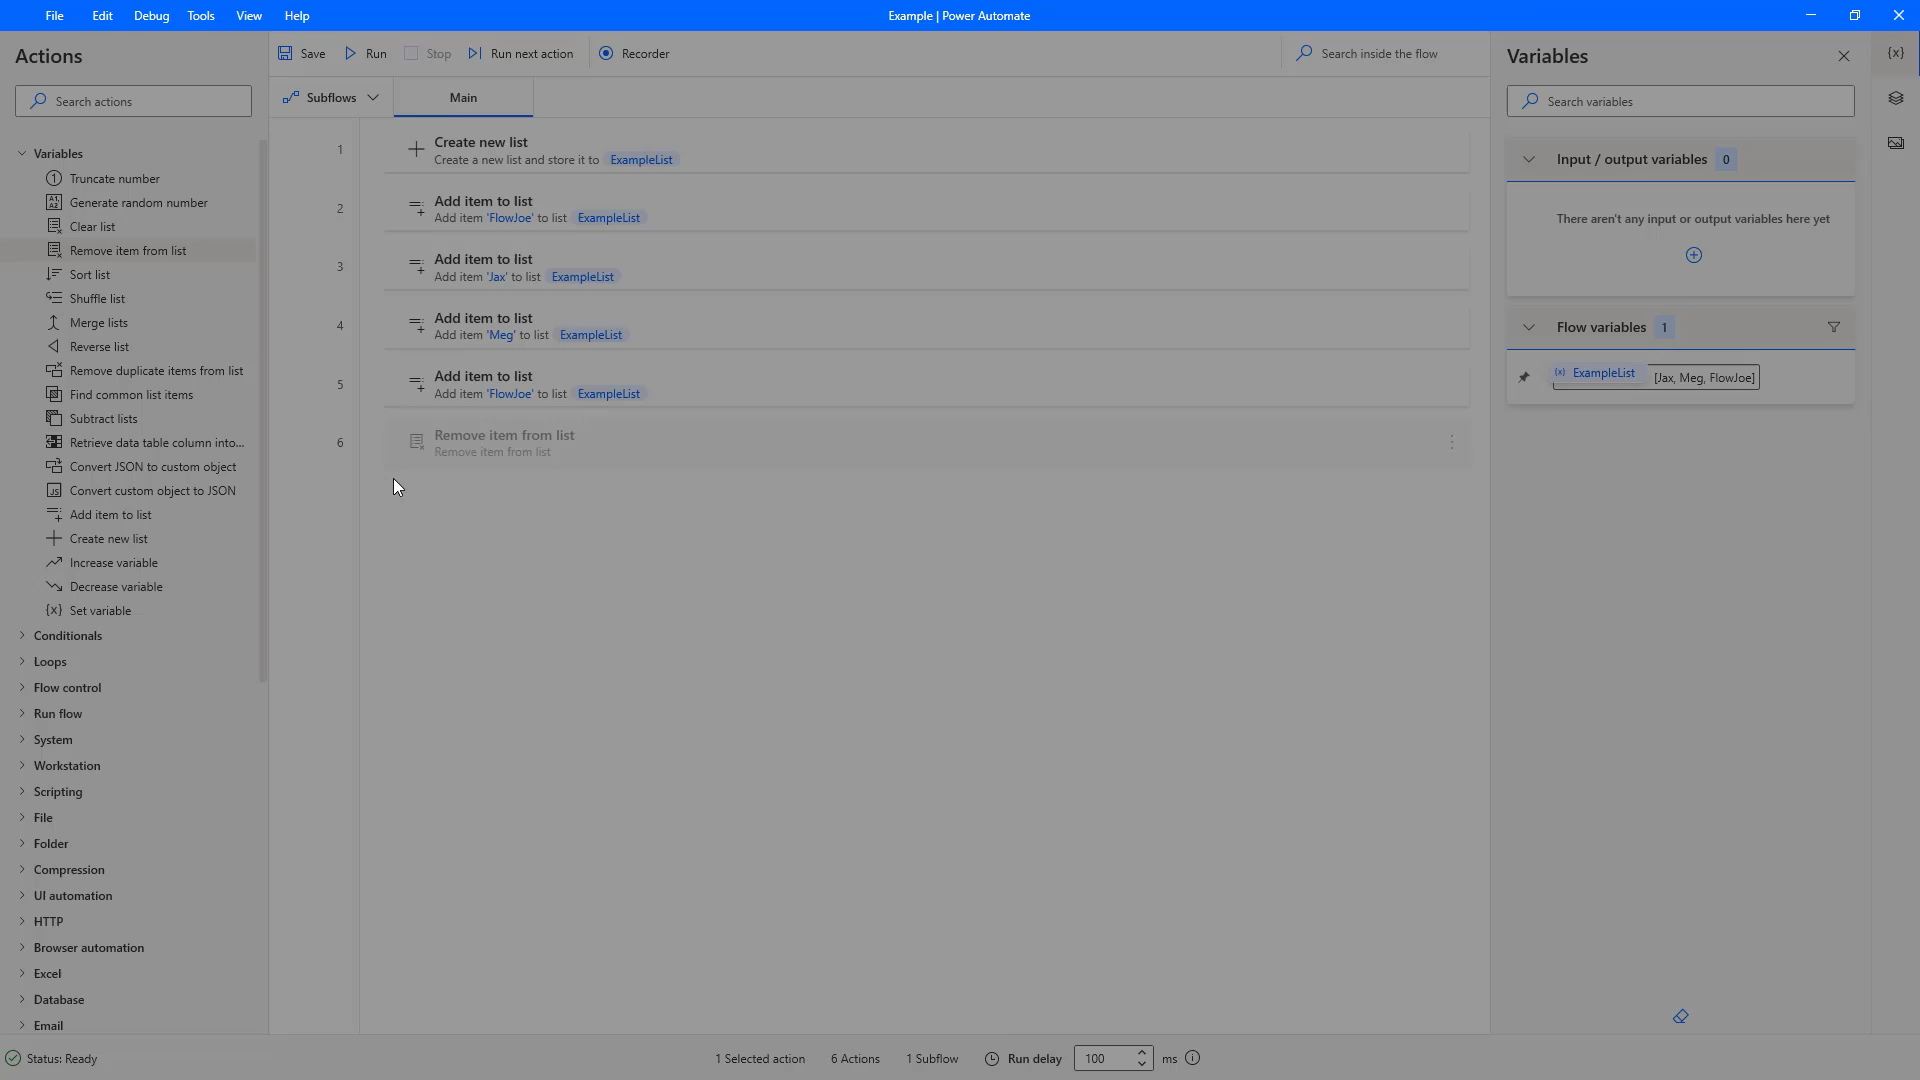 File Edit Debug Tools View Help
Example | Power Automate
Actions
Search actions
Variables
Truncate number
Generate random number
Clear list
Remove item from list
Sort list
Shuffle list
Merge lists
Reverse list
Remove duplicate items from list
Find common list items
Subtract lists
Retrieve data table column into...
Convert JSON to custom object
Convert custom object to JSON
Add item to list
Create new list
Increase variable
Decrease variable
{x} Set variable
Conditionals
Loops
Flow control
Run flow
System
Workstation
Scripting
File
Folder
Compression
UI automation
HTTP
Browser automation
Excel
Database
Email
Save Run Stop Run next action Recorder
Search inside the flow
Subflows Main
1 Create new list
Create a new list and store it to ExampleList
2 Add item to list
Add item 'FlowJoe' to list ExampleList
3 Add item to list
Add item 'Jax' to list ExampleList
4 Add item to list
Add item 'Meg' to list ExampleList
5 Add item to list
Add item 'FlowJoe' to list ExampleList
6 Remove item from list
Remove item from list
Variables
{x}
Search variables
Input / output variables 0
There aren't any input or output variables here yet
Flow variables 1
{x} ExampleList [Jax, Meg, FlowJoe]
Status: Ready
1 Selected action 6 Actions 1 Subflow Run delay 100 ms